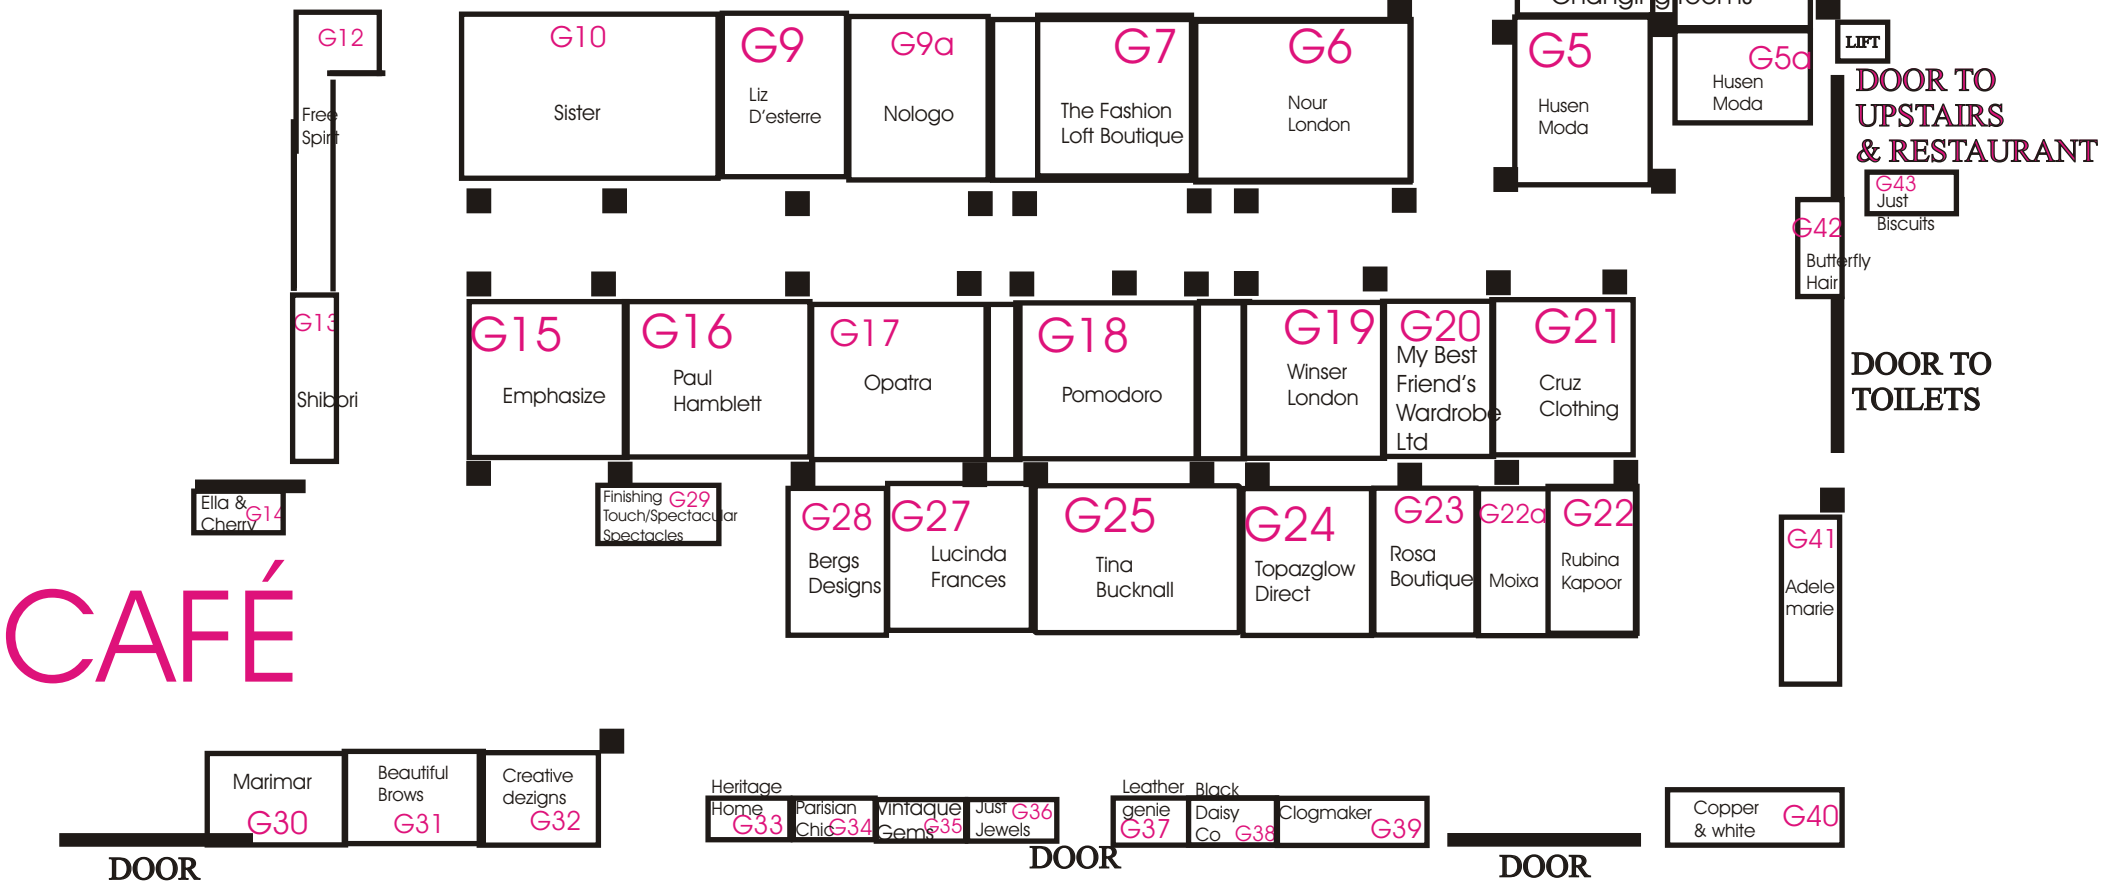 Changing rooms
G12
Free
Spirit
G10
Sister
G9
Liz
D'esterre
G9a
Nologo
G7
The Fashion
Loft Boutique
G6
Nour
London
G5
Husen
Moda
G5a
Husen
Moda
LIFT
DOOR TO
UPSTAIRS
& RESTAURANT
G43
Just
Biscuits
G42
Butterfly
Hair
DOOR TO
TOILETS
G13
Shibori
G15
Emphasize
G16
Paul
Hamblett
G17
Opatra
G18
Pomodoro
G19
Winser
London
G20
My Best
Friend's
Wardrobe
Ltd
G21
Cruz
Clothing
Ella &
Cherry G14
Finishing G29
Touch/Spectacular
Spectacles
G28
Bergs
Designs
G27
Lucinda
Frances
G25
Tina
Bucknall
G24
Topazglow
Direct
G23
Rosa
Boutique
G22a
Moixa
G22
Rubina
Kapoor
G41
Adele
marie
CAFÉ
Marimar
G30
Beautiful
Brows
G31
Creative
dezigns
G32
Heritage
Home
G33
Parisian
Chic G34
Vintaque
Gems G35
Just G36
Jewels
Leather
genie
G37
Black
Daisy
Co G38
Clogmaker
G39
Copper
& white
G40
DOOR
DOOR
DOOR